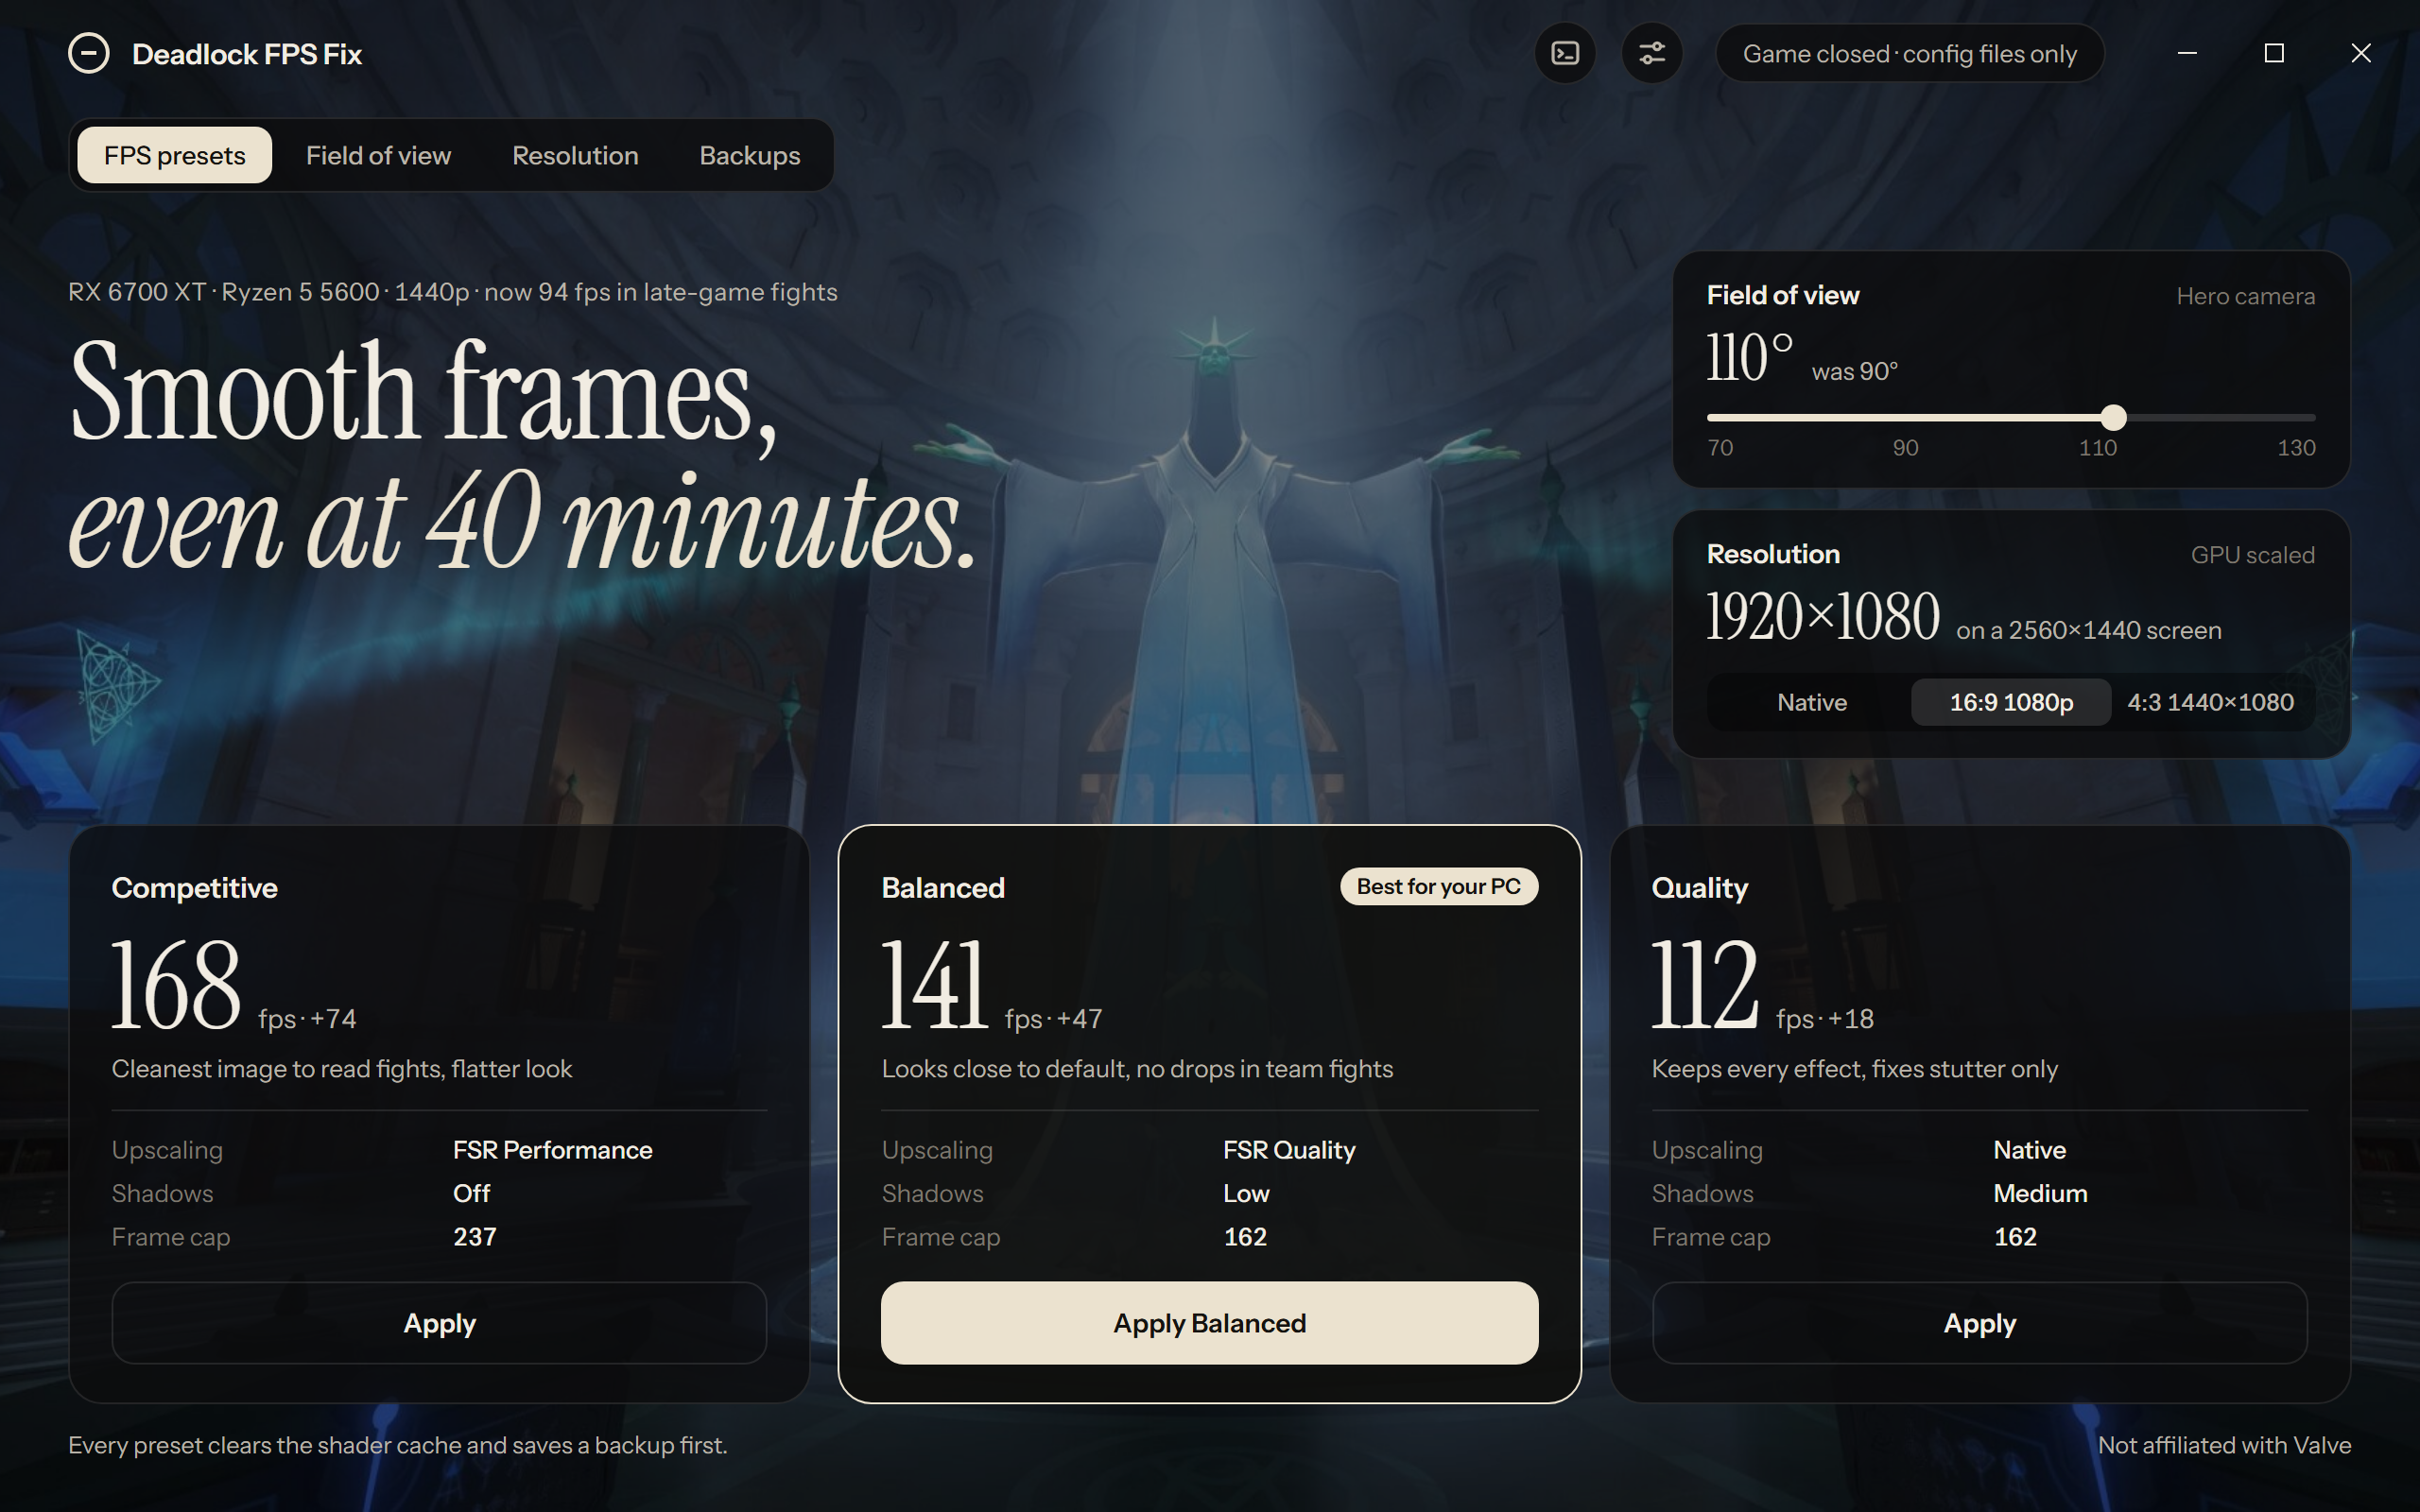 Deadlock FPS Fix
Game closed · config files only
FPS presets
Field of view
Resolution
Backups
RX 6700 XT · Ryzen 5 5600 · 1440p · now 94 fps in late-game fights
Smooth frames,
even at 40 minutes.
Field of view
Hero camera
110° was 90°
70 90 110 130
Resolution
GPU scaled
1920×1080 on a 2560×1440 screen
Native
16:9 1080p
4:3 1440×1080
Competitive
168 fps · +74
Cleanest image to read fights, flatter look
Upscaling FSR Performance
Shadows Off
Frame cap 237
Apply
Balanced
Best for your PC
141 fps · +47
Looks close to default, no drops in team fights
Upscaling FSR Quality
Shadows Low
Frame cap 162
Apply Balanced
Quality
112 fps · +18
Keeps every effect, fixes stutter only
Upscaling Native
Shadows Medium
Frame cap 162
Apply
Every preset clears the shader cache and saves a backup first.
Not affiliated with Valve